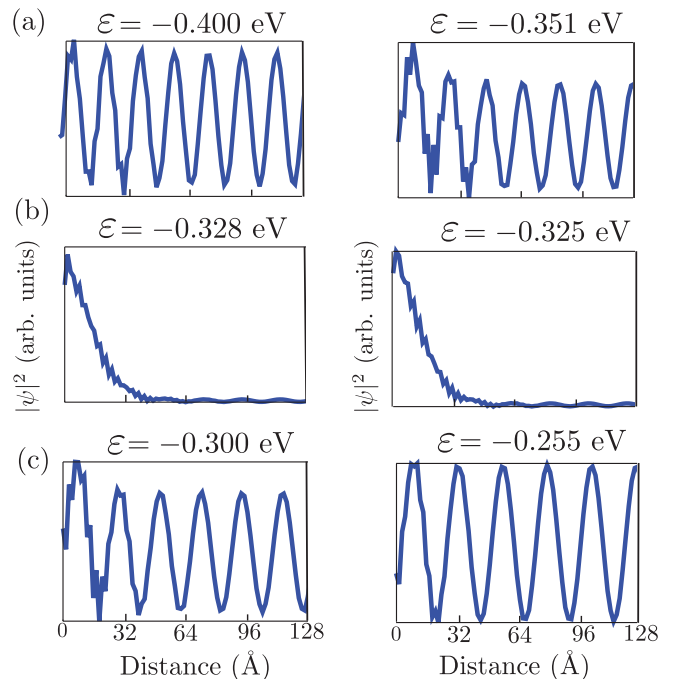 (a) ε = −0.400 eV ε = −0.351 eV
(b) ε = −0.328 eV ε = −0.325 eV
|ψ|² (arb. units) |ψ|² (arb. units)
(c) ε = −0.300 eV ε = −0.255 eV
0 32 64 96 128 0 32 64 96 128
Distance (Å) Distance (Å)